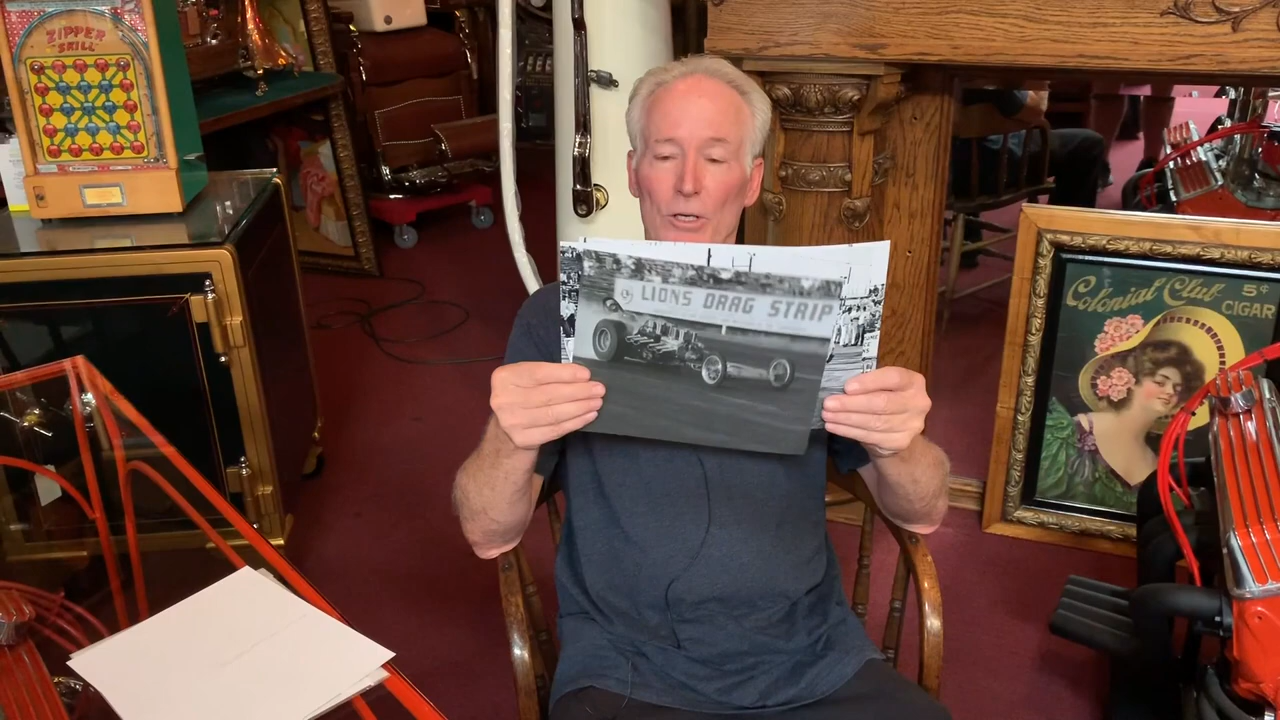 ZIPPER
"SKILL"
LIONS DRAG STRIP
Colonial Club 5¢
CIGAR